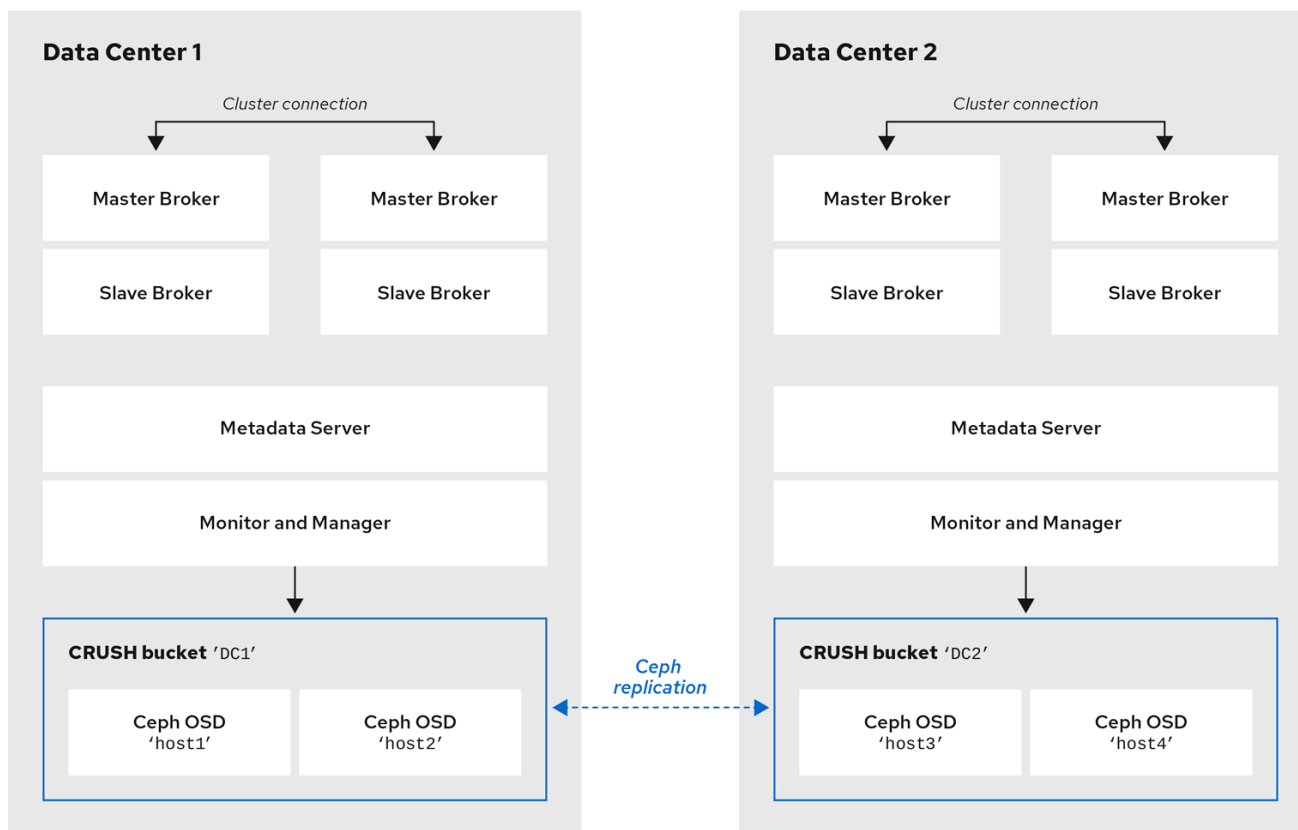 Data Center 1
Cluster connection
Master Broker
Master Broker
Slave Broker
Slave Broker
Metadata Server
Monitor and Manager
CRUSH bucket ’DC1’
Ceph OSD
‘host1’
Ceph OSD
‘host2’
Ceph
replication
Data Center 2
Cluster connection
Master Broker
Master Broker
Slave Broker
Slave Broker
Metadata Server
Monitor and Manager
CRUSH bucket ‘DC2’
Ceph OSD
‘host3’
Ceph OSD
‘host4’